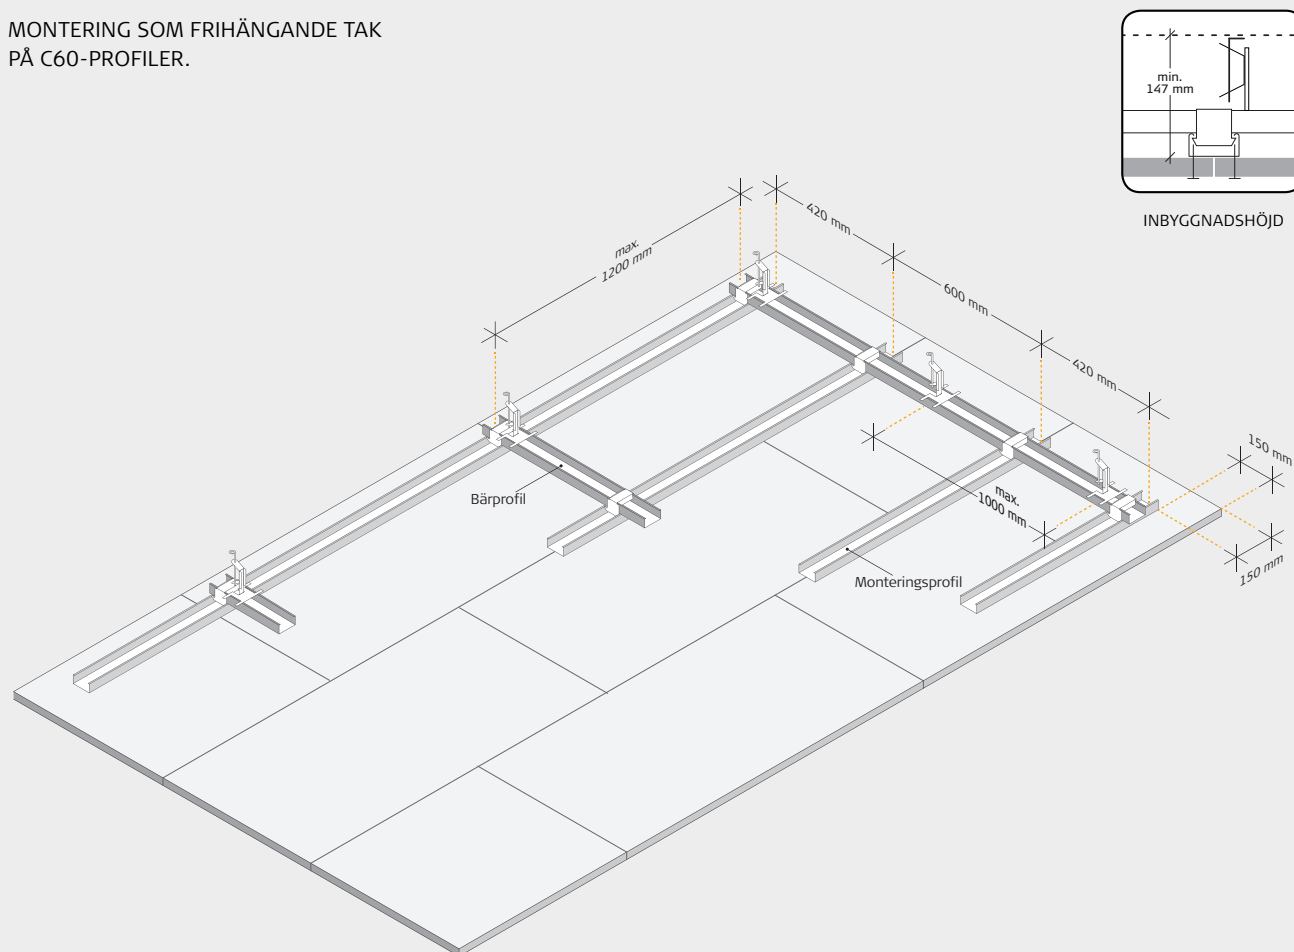 MONTERING SOM FRIHÄNGANDE TAK
PÅ C60-PROFILER.
min.
147 mm
INBYGGNADSHÖJD
max.
1200 mm
420 mm
600 mm
420 mm
150 mm
150 mm
max.
1000 mm
Bärprofil
Monteringsprofil